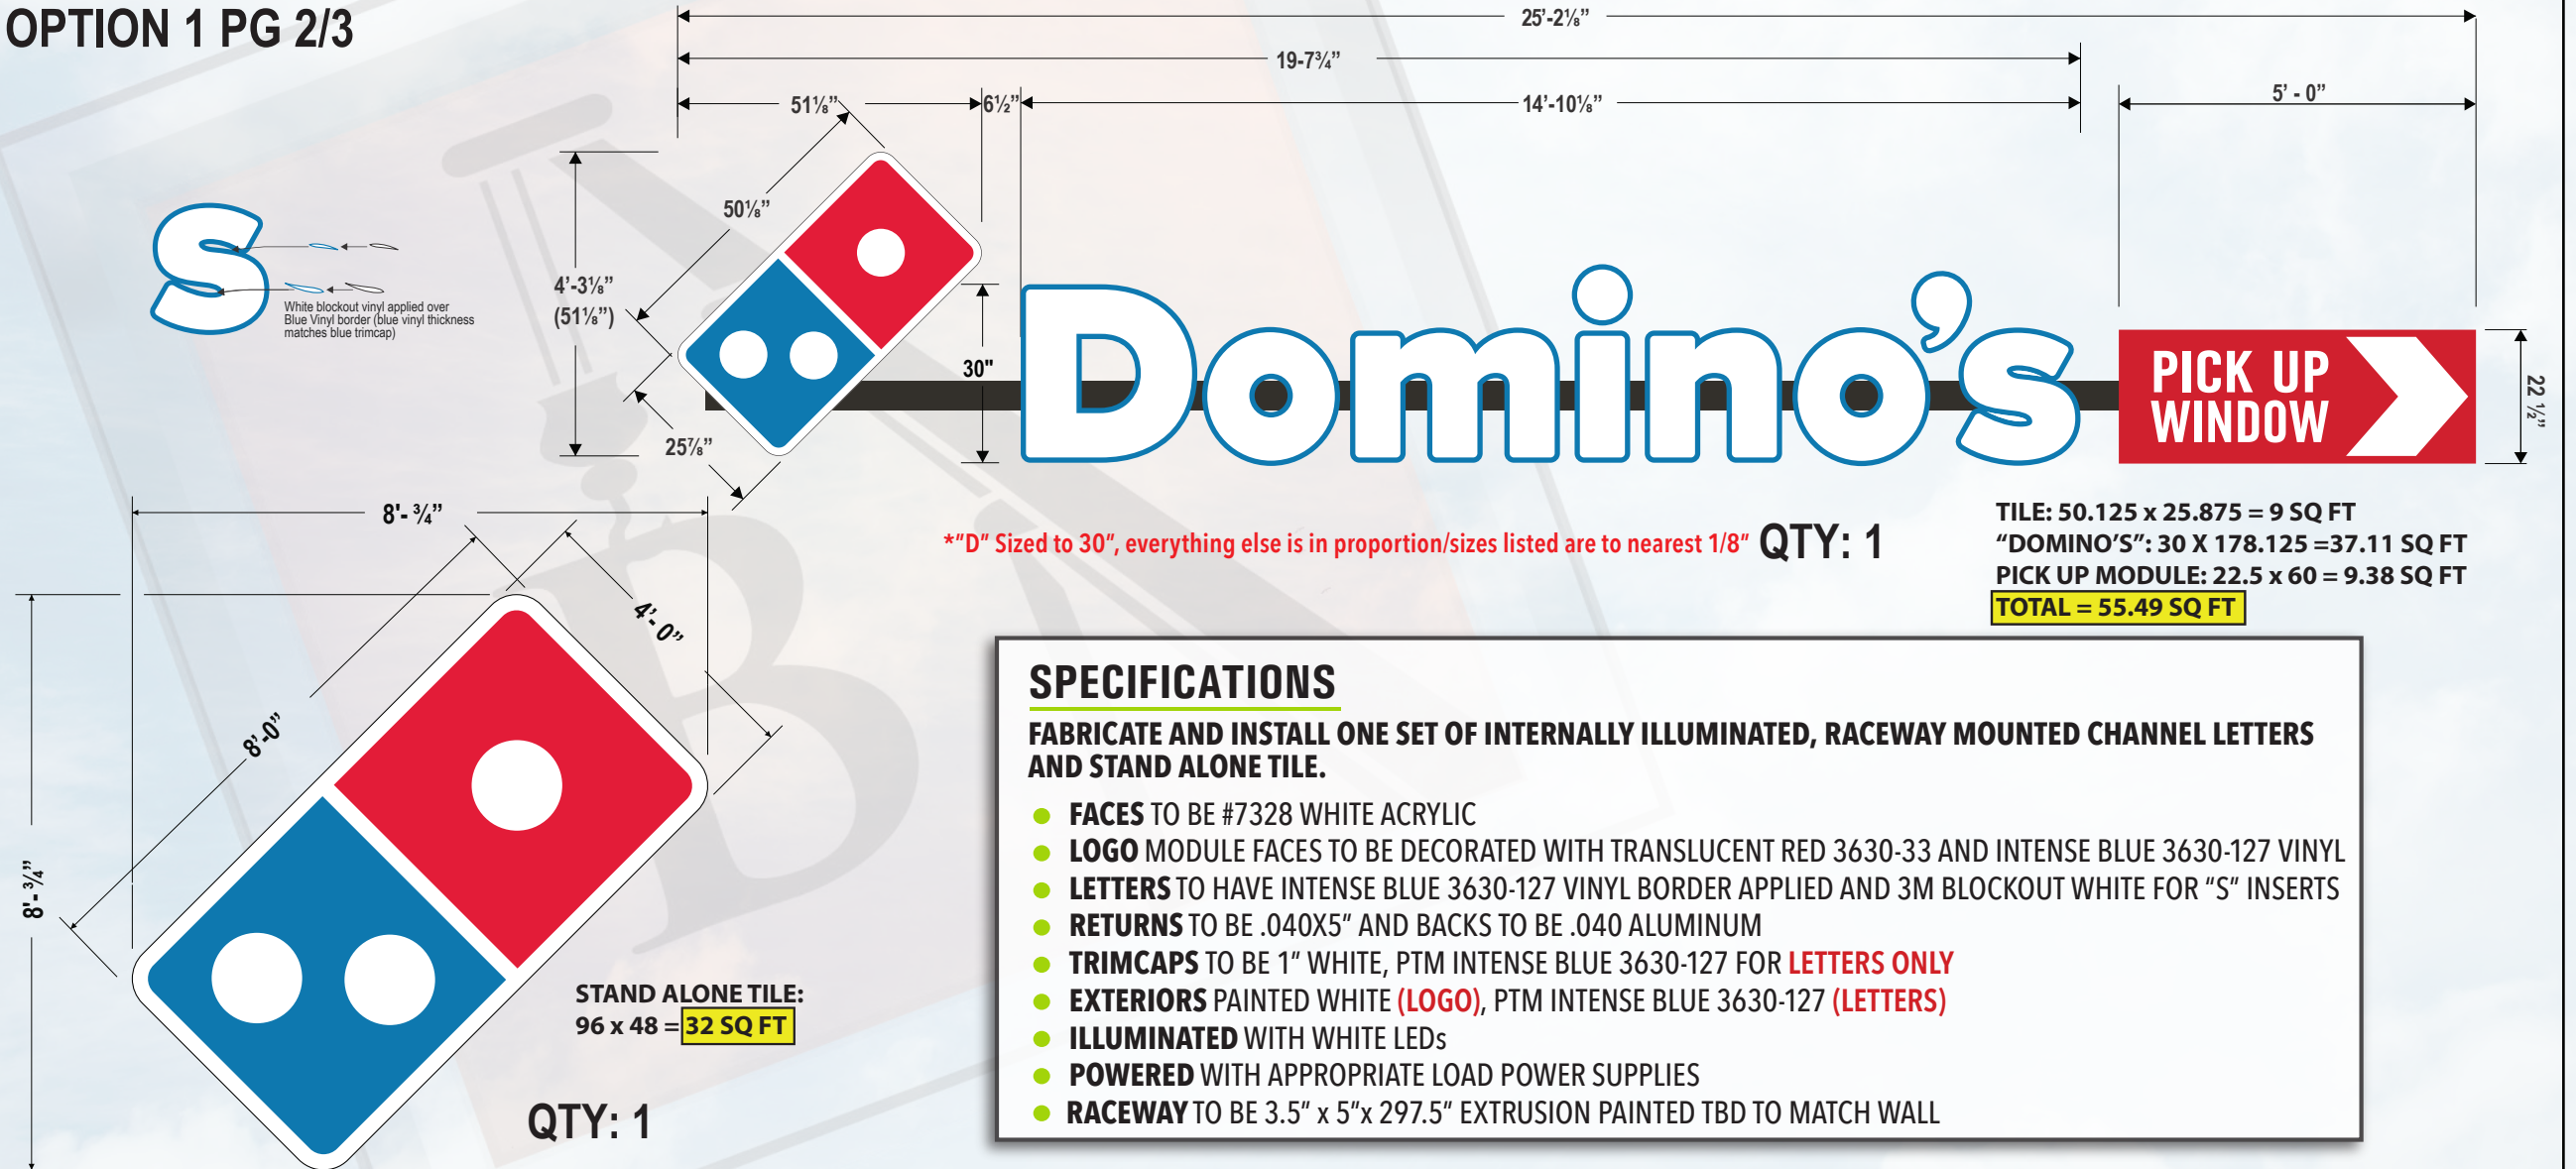 OPTION 1 PG 2/3
25'-2⅛"
19-7¾"
51⅛"
6½"
14'-10⅛"
5' - 0"
50⅛"
4'-3⅛"
(51⅛")
25⅞"
30"
White blockout vinyl applied over
Blue Vinyl border (blue vinyl thickness
matches blue trimcap)
S
Domino's
PICK UP
WINDOW
22 ½"
*"D" Sized to 30", everything else is in proportion/sizes listed are to nearest 1/8"
QTY: 1
TILE: 50.125 x 25.875 = 9 SQ FT
"DOMINO'S": 30 X 178.125 =37.11 SQ FT
PICK UP MODULE: 22.5 x 60 = 9.38 SQ FT
TOTAL = 55.49 SQ FT
8'- ¾"
4'- 0"
8'-0"
8'- ¾"
STAND ALONE TILE:
96 x 48 = 32 SQ FT
QTY: 1
SPECIFICATIONS
FABRICATE AND INSTALL ONE SET OF INTERNALLY ILLUMINATED, RACEWAY MOUNTED CHANNEL LETTERS
AND STAND ALONE TILE.
FACES TO BE #7328 WHITE ACRYLIC
LOGO MODULE FACES TO BE DECORATED WITH TRANSLUCENT RED 3630-33 AND INTENSE BLUE 3630-127 VINYL
LETTERS TO HAVE INTENSE BLUE 3630-127 VINYL BORDER APPLIED AND 3M BLOCKOUT WHITE FOR "S" INSERTS
RETURNS TO BE .040X5" AND BACKS TO BE .040 ALUMINUM
TRIMCAPS TO BE 1" WHITE, PTM INTENSE BLUE 3630-127 FOR LETTERS ONLY
EXTERIORS PAINTED WHITE (LOGO), PTM INTENSE BLUE 3630-127 (LETTERS)
ILLUMINATED WITH WHITE LEDs
POWERED WITH APPROPRIATE LOAD POWER SUPPLIES
RACEWAY TO BE 3.5" x 5"x 297.5" EXTRUSION PAINTED TBD TO MATCH WALL